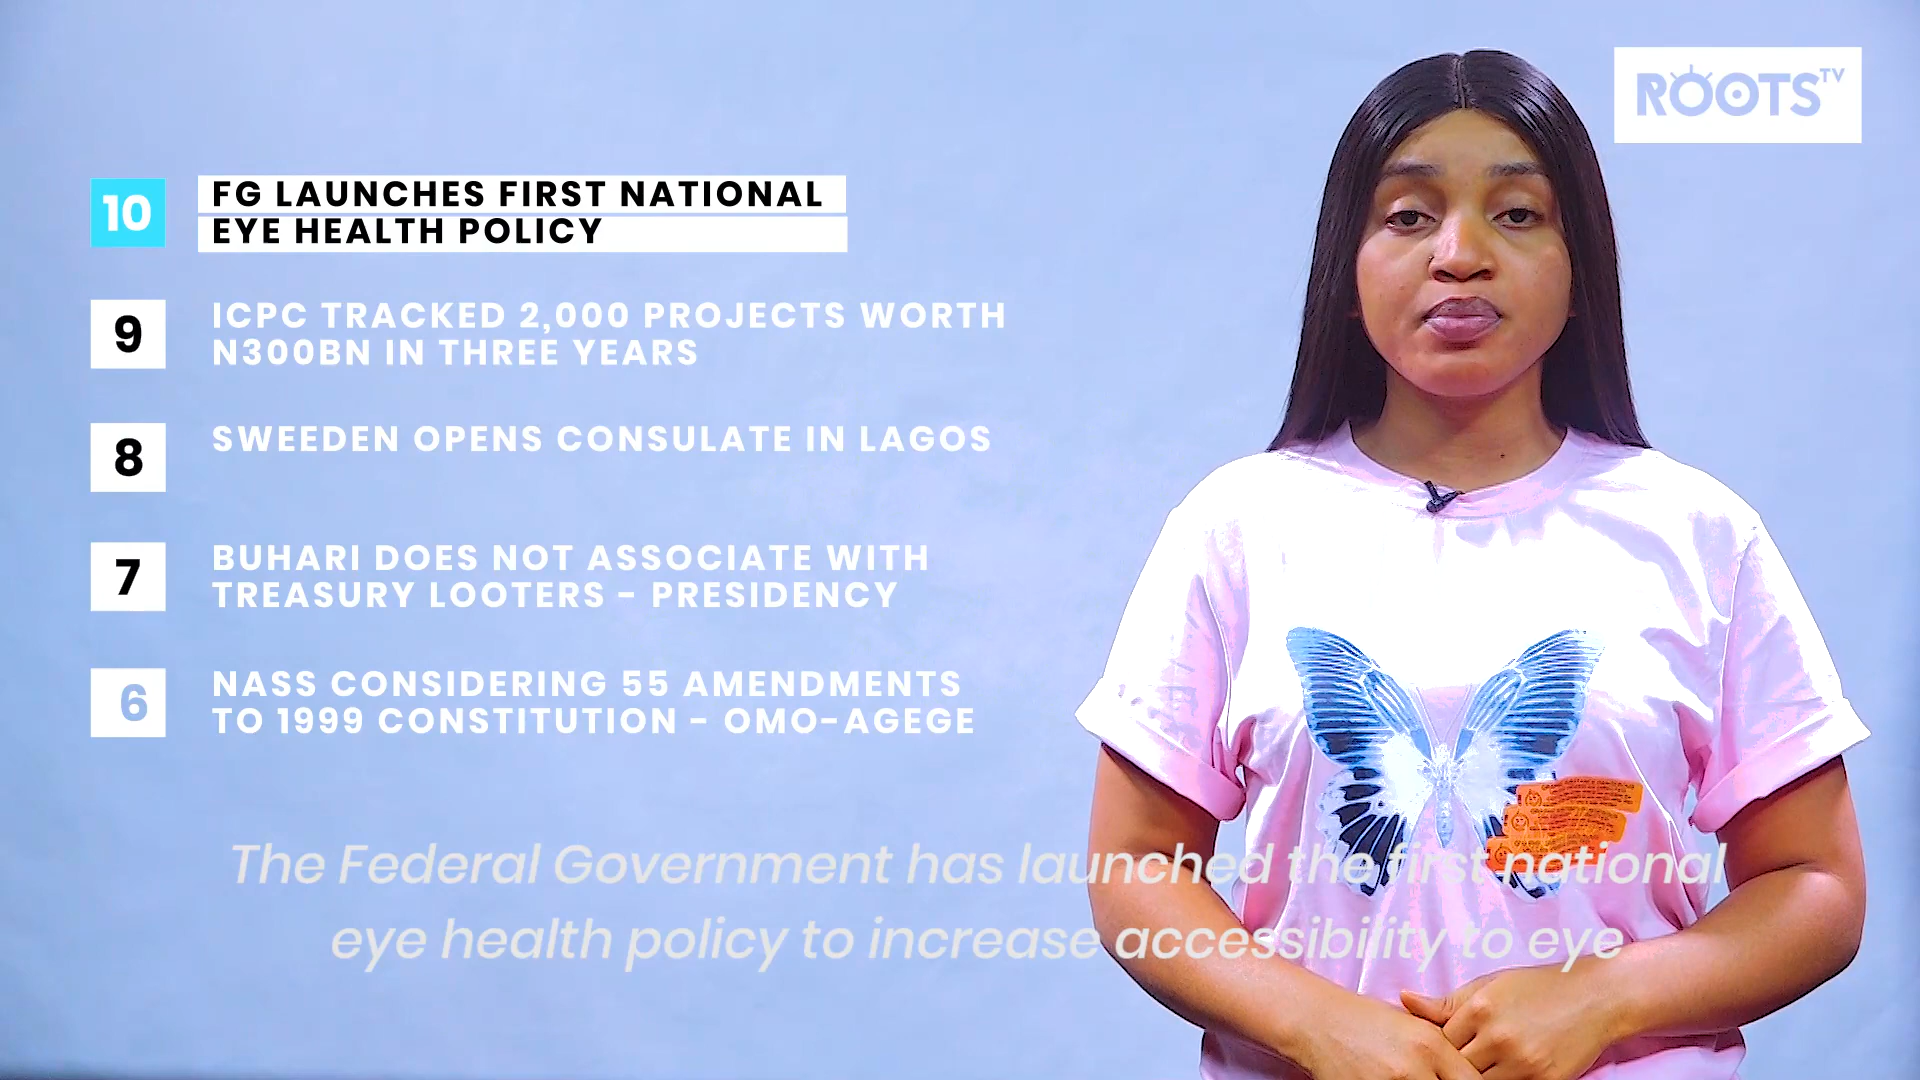 ROOTS TV
10
FG LAUNCHES FIRST NATIONAL
EYE HEALTH POLICY
9
ICPC TRACKED 2,000 PROJECTS WORTH
N300BN IN THREE YEARS
8
SWEEDEN OPENS CONSULATE IN LAGOS
7
BUHARI DOES NOT ASSOCIATE WITH
TREASURY LOOTERS - PRESIDENCY
6
NASS CONSIDERING 55 AMENDMENTS
TO 1999 CONSTITUTION - OMO-AGEGE
The Federal Government has launched the first national
eye health policy to increase accessibility to eye